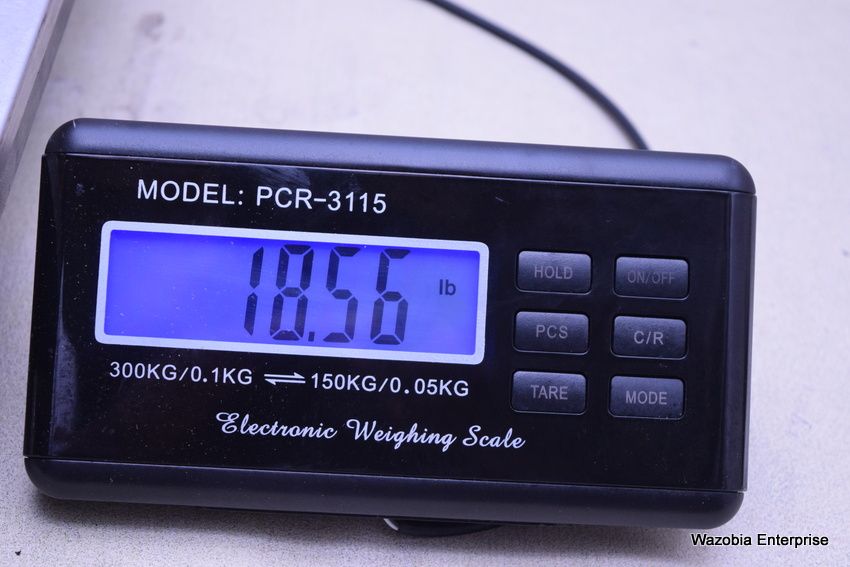 MODEL: PCR-3115
18.56 lb
HOLD ON/OFF
PCS C/R
TARE MODE
300KG/0.1KG ⇌ 150KG/0.05KG
Electronic Weighing Scale
Wazobia Enterprise